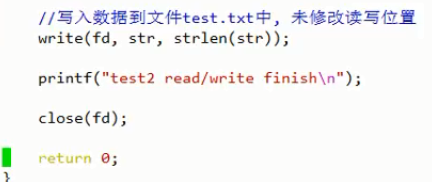 //写入数据到文件test.txt中, 未修改读写位置
write(fd, str, strlen(str));
printf("test2 read/write finish\n");
close(fd);
return 0;
}